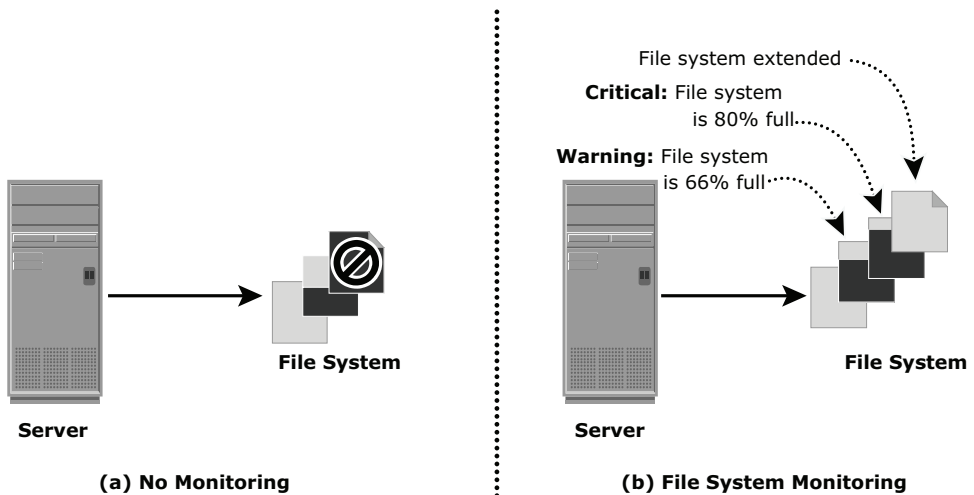 File System
Server
(a) No Monitoring
File system extended
Critical: File system
is 80% full
Warning: File system
is 66% full
File System
Server
(b) File System Monitoring